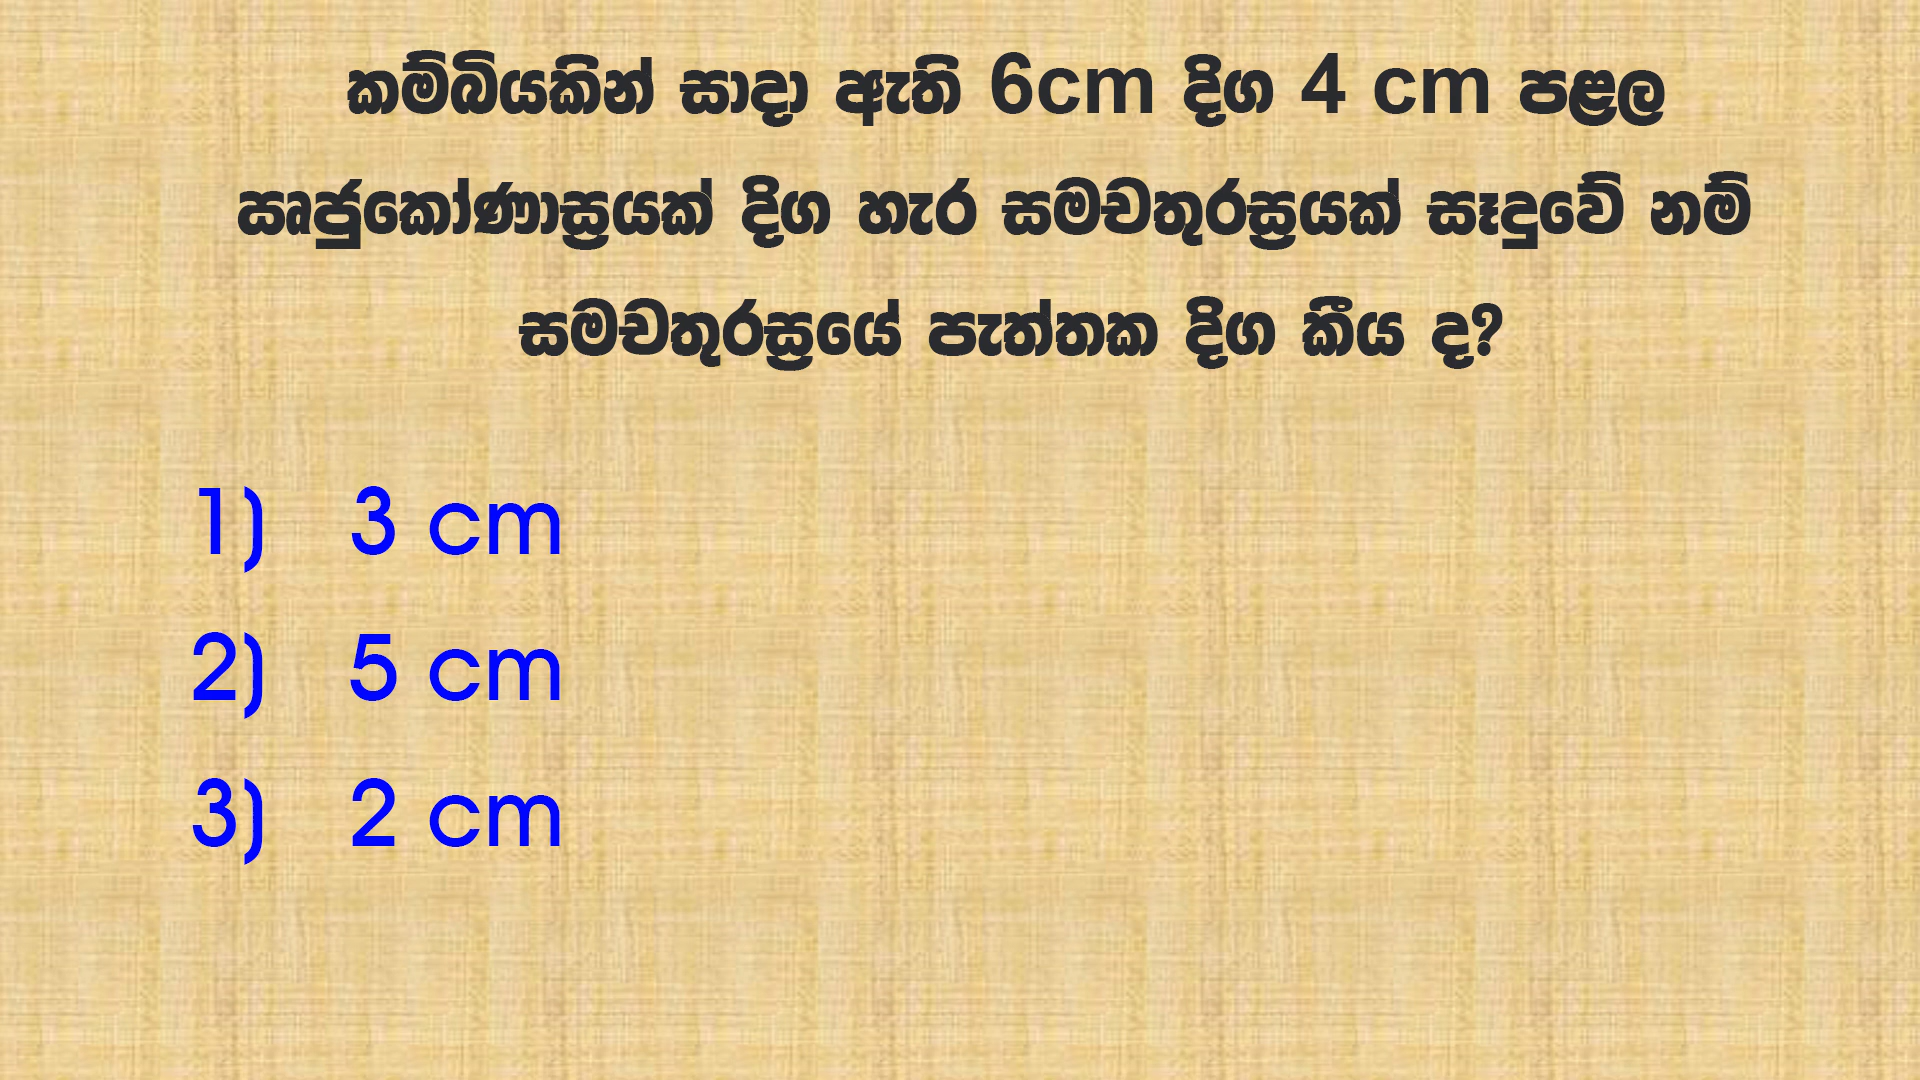 කම්බියකින් සාදා ඇති 6cm දිග 4 cm පළල
ඍජුකෝණාස්‍රයක් දිග හැර සමචතුරස්‍රයක් සෑදුවේ නම්
සමචතුරස්‍රයේ පැත්තක දිග කීය ද?
1) 3 cm
2) 5 cm
3) 2 cm